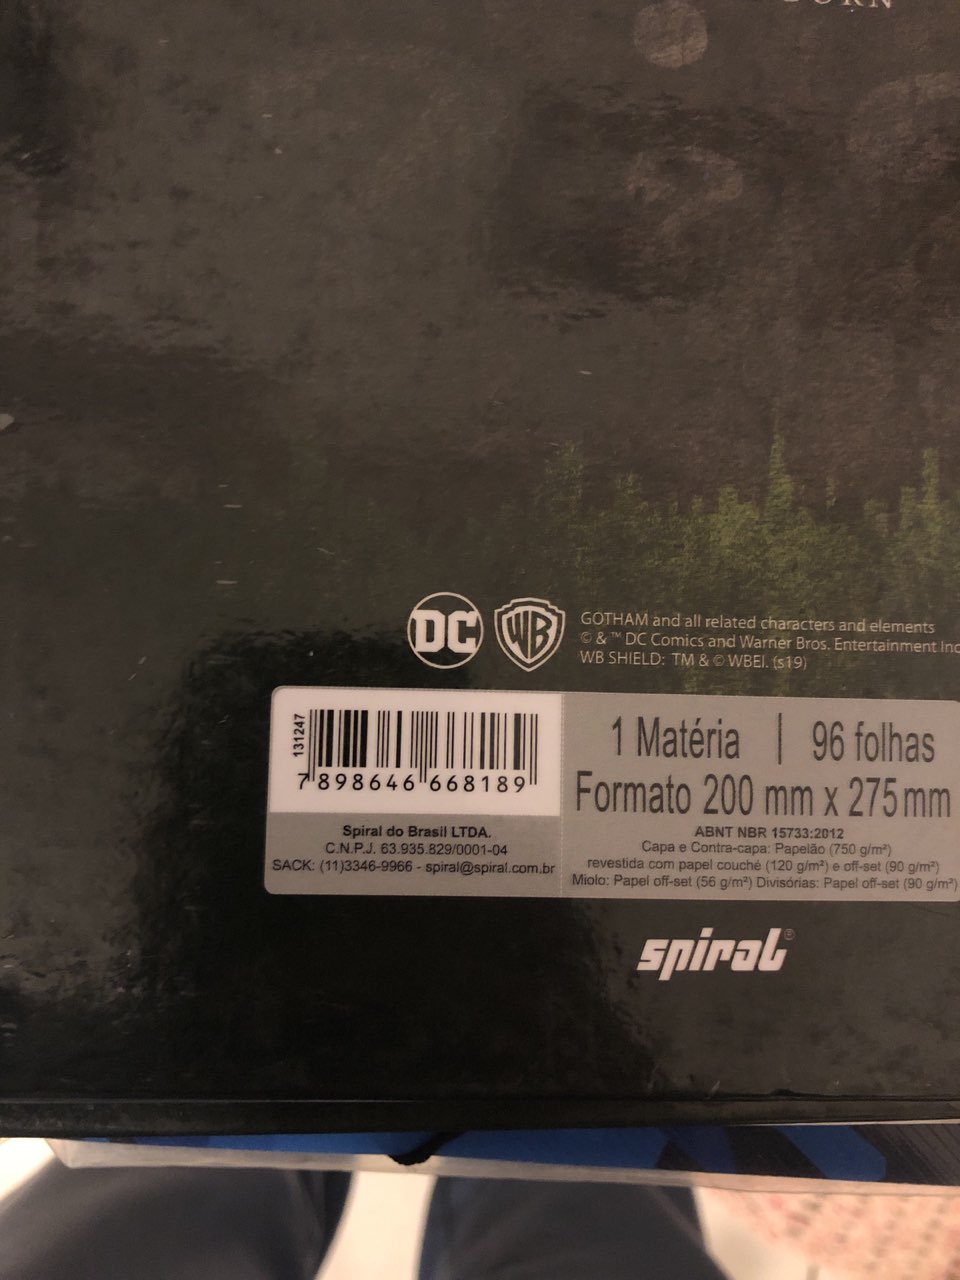 DC WB
GOTHAM and all related characters and elements
© & ™ DC Comics and Warner Bros. Entertainment Inc
WB SHIELD: TM & © WBEI. (s19)
131247
7 898646 668189
1 Matéria | 96 folhas
Formato 200 mm x 275mm
Spiral do Brasil LTDA.
C.N.P.J. 63.935.829/0001-04
SACK: (11)3346-9966 - spiral@spiral.com.br
ABNT NBR 15733:2012
Capa e Contra-capa: Papelão (750 g/m²)
revestida com papel couché (120 g/m²) e off-set (90 g/m²)
Miolo: Papel off-set (56 g/m²) Divisórias: Papel off-set (90 g/m²)
spiral®